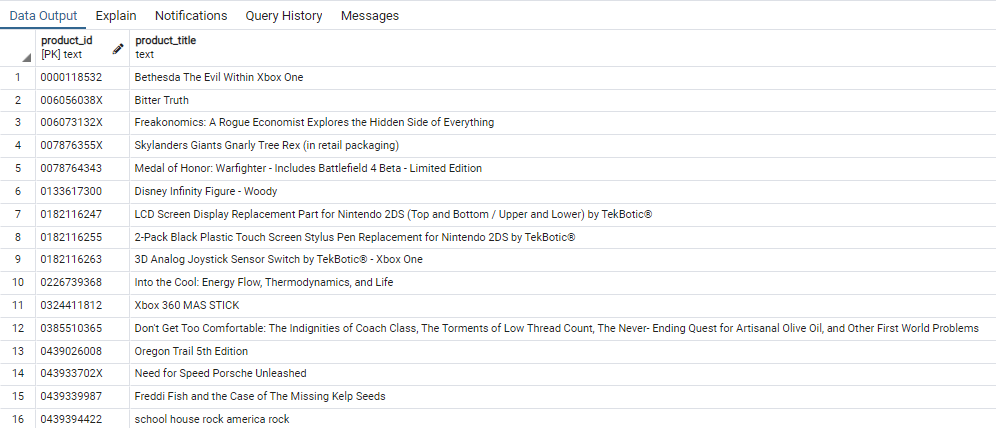 Data Output Explain Notifications Query History Messages
product_id product_title
[PK] text text
1 0000118532 Bethesda The Evil Within Xbox One
2 006056038X Bitter Truth
3 006073132X Freakonomics: A Rogue Economist Explores the Hidden Side of Everything
4 007876355X Skylanders Giants Gnarly Tree Rex (in retail packaging)
5 0078764343 Medal of Honor: Warfighter - Includes Battlefield 4 Beta - Limited Edition
6 0133617300 Disney Infinity Figure - Woody
7 0182116247 LCD Screen Display Replacement Part for Nintendo 2DS (Top and Bottom / Upper and Lower) by TekBotic®
8 0182116255 2-Pack Black Plastic Touch Screen Stylus Pen Replacement for Nintendo 2DS by TekBotic®
9 0182116263 3D Analog Joystick Sensor Switch by TekBotic® - Xbox One
10 0226739368 Into the Cool: Energy Flow, Thermodynamics, and Life
11 0324411812 Xbox 360 MAS STICK
12 0385510365 Don't Get Too Comfortable: The Indignities of Coach Class, The Torments of Low Thread Count, The Never- Ending Quest for Artisanal Olive Oil, and Other First World Problems
13 0439026008 Oregon Trail 5th Edition
14 043933702X Need for Speed Porsche Unleashed
15 0439339987 Freddi Fish and the Case of The Missing Kelp Seeds
16 0439394422 school house rock america rock